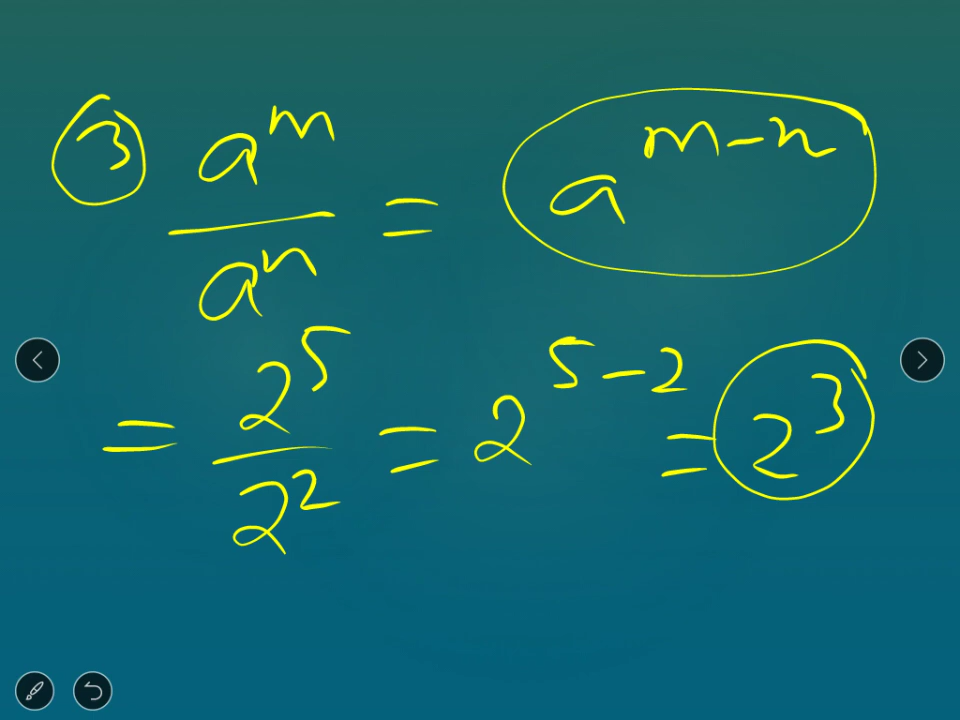 ③ a^m / a^n = a^(m-n)
= 2^5 / 2^2 = 2^(5-2) = 2^3